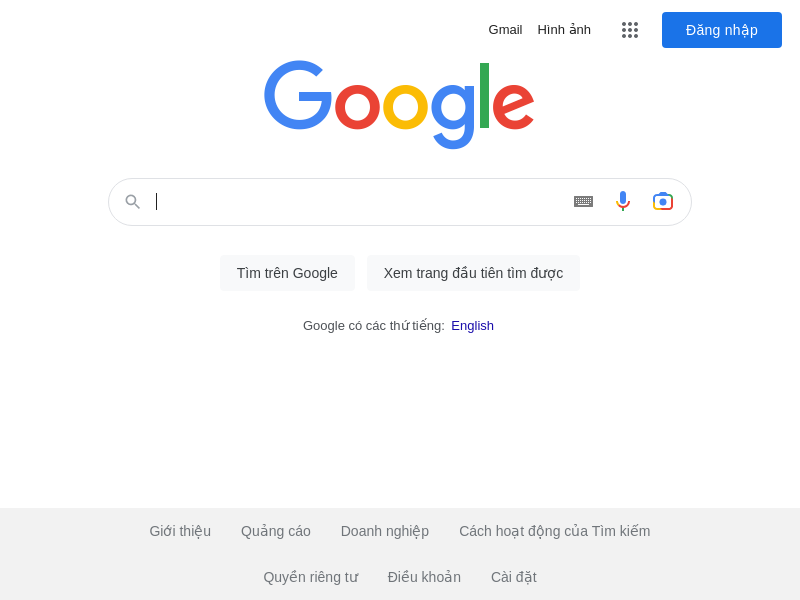 Gmail Hình ảnh Đăng nhập
Google
Tìm trên Google Xem trang đầu tiên tìm được
Google có các thứ tiếng: English
Giới thiệu Quảng cáo Doanh nghiệp Cách hoạt động của Tìm kiếm
Quyền riêng tư Điều khoản Cài đặt